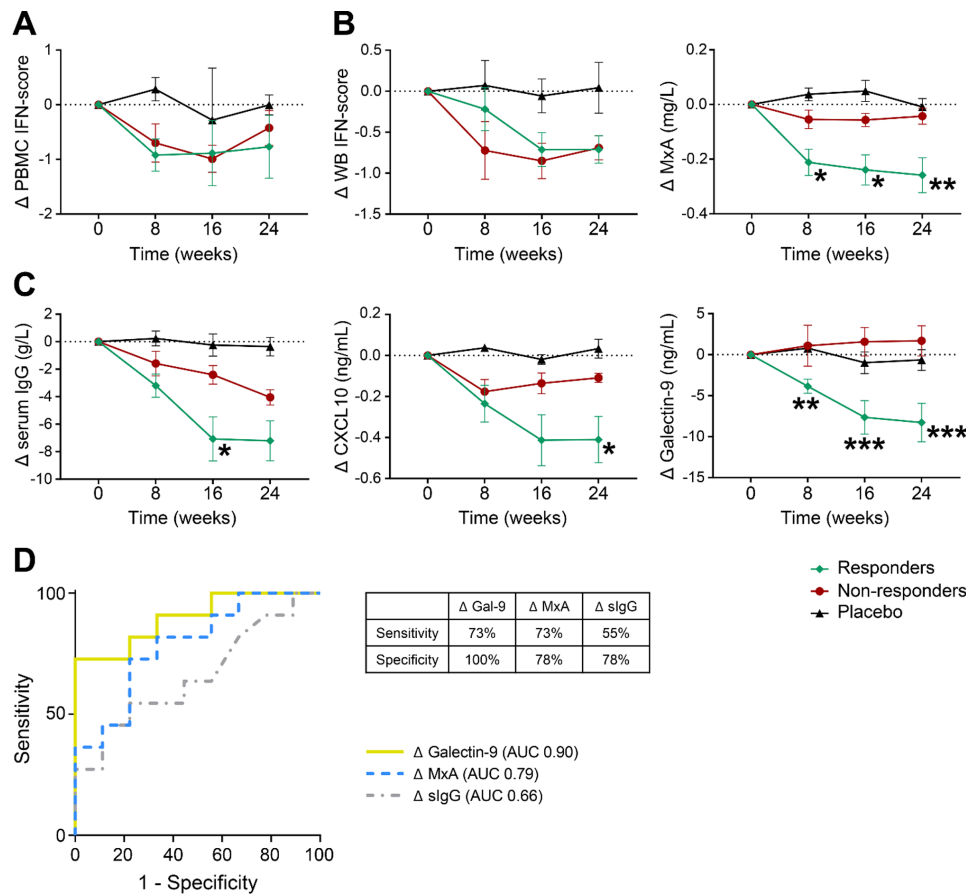 A
Δ PBMC IFN-score
1
0
-1
-2
0 8 16 24
Time (weeks)
B
Δ WB IFN-score
0.5
0.0
-0.5
-1.0
-1.5
0 8 16 24
Time (weeks)
Δ MxA (mg/L)
0.2
0.0
-0.2
-0.4
* * **
0 8 16 24
Time (weeks)
C
Δ serum IgG (g/L)
2
0
-2
-4
-6
-8
-10
*
0 8 16 24
Time (weeks)
Δ CXCL10 (ng/mL)
0.2
0.0
-0.2
-0.4
-0.6
*
0 8 16 24
Time (weeks)
Δ Galectin-9 (ng/mL)
5
0
-5
-10
-15
** *** ***
0 8 16 24
Time (weeks)
Responders
Non-responders
Placebo
D
Sensitivity
100
50
0
0 20 40 60 80 100
1 - Specificity
Δ Gal-9 Δ MxA Δ sIgG
Sensitivity 73% 73% 55%
Specificity 100% 78% 78%
Δ Galectin-9 (AUC 0.90)
Δ MxA (AUC 0.79)
Δ sIgG (AUC 0.66)